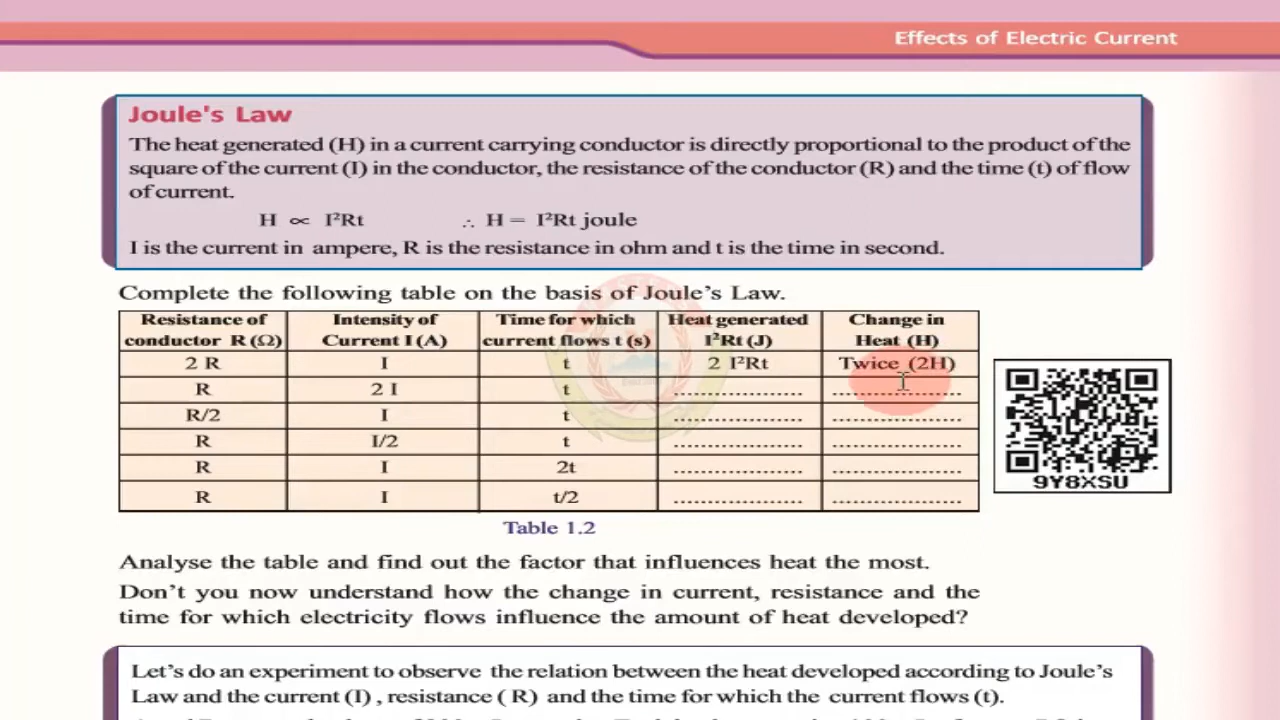 Effects of Electric Current
Joule's Law
The heat generated (H) in a current carrying conductor is directly proportional to the product of the
square of the current (I) in the conductor, the resistance of the conductor (R) and the time (t) of flow
of current.
H ∝ I²Rt ∴ H = I²Rt joule
I is the current in ampere, R is the resistance in ohm and t is the time in second.
Complete the following table on the basis of Joule's Law.
Resistance of conductor R (Ω) Intensity of Current I (A) Time for which current flows t (s) Heat generated I²Rt (J) Change in Heat (H)
2 R I t 2 I²Rt Twice (2H)
R 2 I t ................... ...................
R/2 I t ................... ...................
R I/2 t ................... ...................
R I 2t ................... ...................
R I t/2 ................... ...................
9Y8XSU
Table 1.2
Analyse the table and find out the factor that influences heat the most.
Don't you now understand how the change in current, resistance and the
time for which electricity flows influence the amount of heat developed?
Let's do an experiment to observe the relation between the heat developed according to Joule's
Law and the current (I) , resistance ( R) and the time for which the current flows (t).